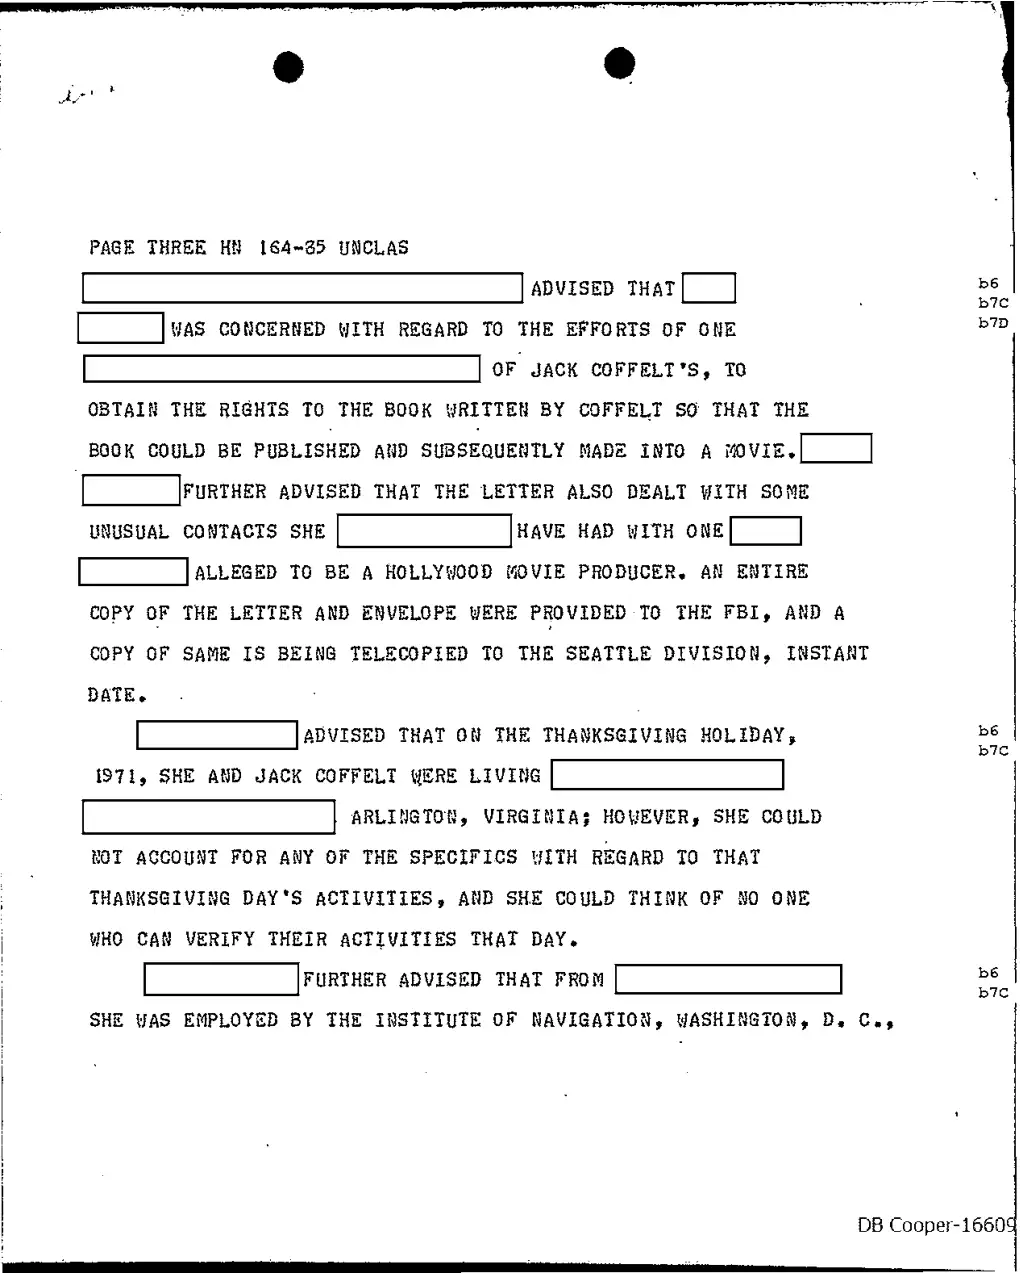 PAGE THREE HN 164-35 UNCLAS
ADVISED THAT
b6
b7C
WAS CONCERNED WITH REGARD TO THE EFFORTS OF ONE
b7D
OF JACK COFFELT'S, TO
OBTAIN THE RIGHTS TO THE BOOK WRITTEN BY COFFELT SO THAT THE
BOOK COULD BE PUBLISHED AND SUBSEQUENTLY MADE INTO A MOVIE.
FURTHER ADVISED THAT THE LETTER ALSO DEALT WITH SOME
UNUSUAL CONTACTS SHE HAVE HAD WITH ONE
ALLEGED TO BE A HOLLYWOOD MOVIE PRODUCER. AN ENTIRE
COPY OF THE LETTER AND ENVELOPE WERE PROVIDED TO THE FBI, AND A
COPY OF SAME IS BEING TELECOPIED TO THE SEATTLE DIVISION, INSTANT
DATE.
ADVISED THAT ON THE THANKSGIVING HOLIDAY,
b6
b7C
1971, SHE AND JACK COFFELT WERE LIVING
ARLINGTON, VIRGINIA; HOWEVER, SHE COULD
NOT ACCOUNT FOR ANY OF THE SPECIFICS WITH REGARD TO THAT
THANKSGIVING DAY'S ACTIVITIES, AND SHE COULD THINK OF NO ONE
WHO CAN VERIFY THEIR ACTIVITIES THAT DAY.
FURTHER ADVISED THAT FROM
b6
b7C
SHE WAS EMPLOYED BY THE INSTITUTE OF NAVIGATION, WASHINGTON, D. C.,
DB Cooper-16609